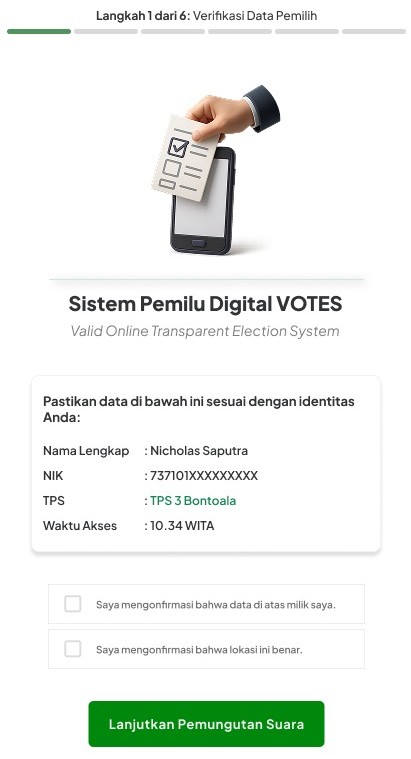 Langkah 1 dari 6: Verifikasi Data Pemilih
Sistem Pemilu Digital VOTES
Valid Online Transparent Election System
Pastikan data di bawah ini sesuai dengan identitas
Anda:
Nama Lengkap : Nicholas Saputra
NIK : 737101XXXXXXXXX
TPS : TPS 3 Bontoala
Waktu Akses : 10.34 WITA
Saya mengonfirmasi bahwa data di atas milik saya.
Saya mengonfirmasi bahwa lokasi ini benar.
Lanjutkan Pemungutan Suara